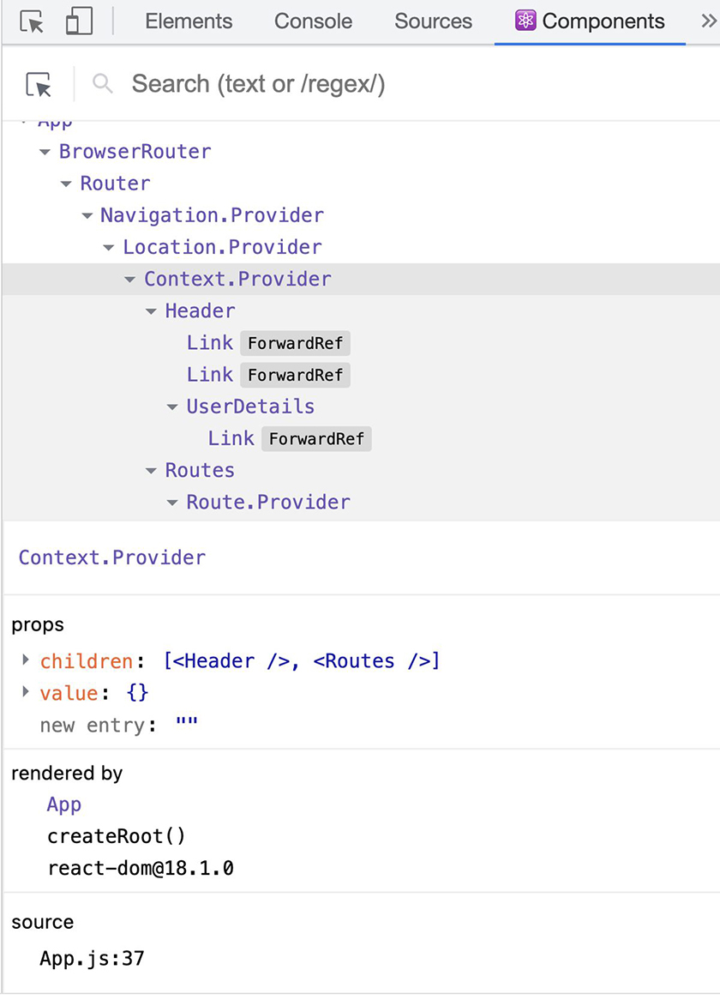 Elements Console Sources Components »
Search (text or /regex/)
App
BrowserRouter
Router
Navigation.Provider
Location.Provider
Context.Provider
Header
Link ForwardRef
Link ForwardRef
UserDetails
Link ForwardRef
Routes
Route.Provider
Context.Provider
props
children: [<Header />, <Routes />]
value: {}
new entry: ""
rendered by
App
createRoot()
react-dom@18.1.0
source
App.js:37